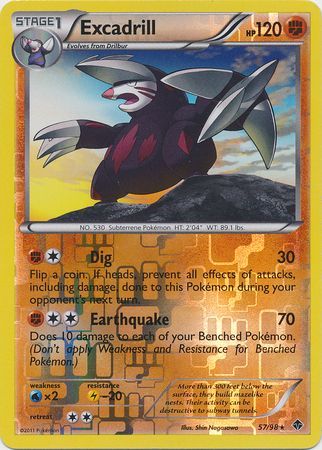 STAGE 1 Excadrill HP 120
Evolves from Drilbur
NO. 530 Subterrene Pokémon HT: 2'04" WT: 89.1 lbs.
Dig 30
Flip a coin. If heads, prevent all effects of attacks,
including damage, done to this Pokémon during your
opponent's next turn.
Earthquake 70
Does 10 damage to each of your Benched Pokémon.
(Don't apply Weakness and Resistance for Benched
Pokémon.)
weakness resistance
×2 -20
retreat
More than 300 feet below the
surface, they build mazelike
nests. Their activity can be
destructive to subway tunnels.
©2011 Pokémon Illus. Shin Nagasawa 57/98 ★